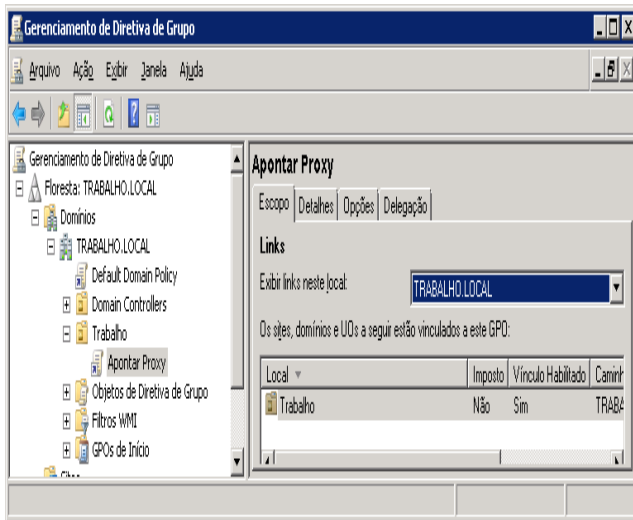 Gerenciamento de Diretiva de Grupo
Arquivo Ação Exibir Janela Ajuda
Gerenciamento de Diretiva de Grupo
Floresta: TRABALHO.LOCAL
Domínios
TRABALHO.LOCAL
Default Domain Policy
Domain Controllers
Trabalho
Apontar Proxy
Objetos de Diretiva de Grupo
Filtros WMI
GPOs de Início
Apontar Proxy
Escopo Detalhes Opções Delegação
Links
Exibir links neste local: TRABALHO.LOCAL
Os sites, domínios e UOs a seguir estão vinculados a este GPO:
Local Imposto Vínculo Habilitado Caminh
Trabalho Não Sim TRABA